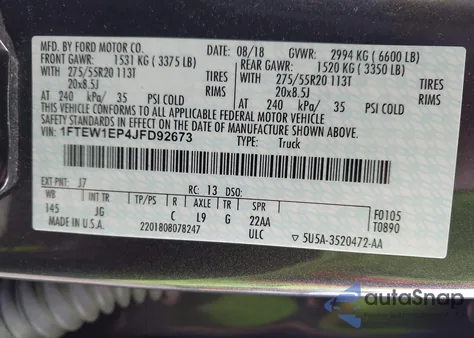 MFD. BY FORD MOTOR CO. DATE: 08/18 GVWR: 2994 KG (6600 LB)
FRONT GAWR: 1531 KG (3375 LB) REAR GAWR: 1520 KG (3350 LB)
WITH 275/55R20 113T TIRES WITH 275/55R20 113T TIRES
20x8.5J RIMS 20x8.5J RIMS
AT 240 kPa/ 35 PSI COLD AT 240 kPa/ 35 PSI COLD
THIS VEHICLE CONFORMS TO ALL APPLICABLE FEDERAL MOTOR VEHICLE
SAFETY AND THEFT PREVENTION STANDARDS IN EFFECT ON THE
DATE OF MANUFACTURE SHOWN ABOVE.
VIN: 1FTEW1EP4JFD92673 TYPE: Truck
EXT PNT: J7 RC: 13 DSO:
WB INT TR TP/PS R AXLE TR SPR
145 JG C L9 G 22AA F0105
MADE IN U.S.A. 2201808078247 ULC T0890
5U5A-3520472-AA
autoSnap